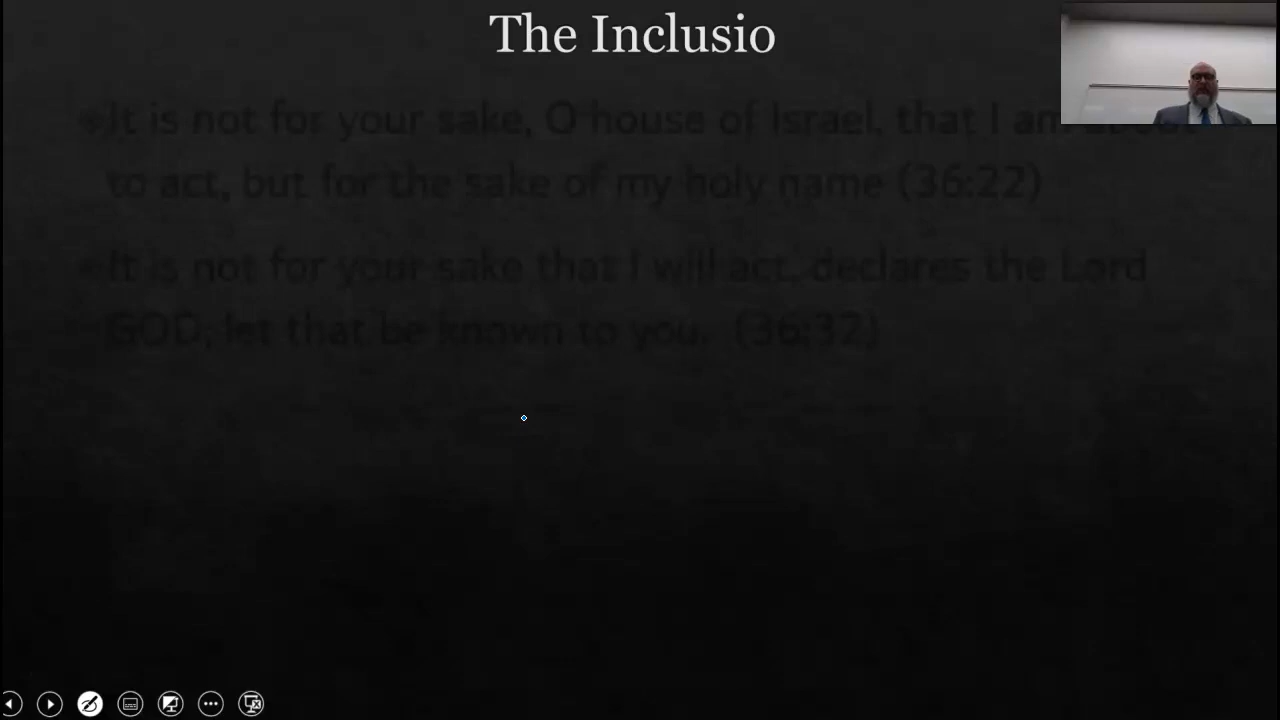 The Inclusio
It is not for your sake, O house of Israel, that I am about
to act, but for the sake of my holy name (36:22)
It is not for your sake that I will act, declares the Lord
GOD; let that be known to you. (36:32)